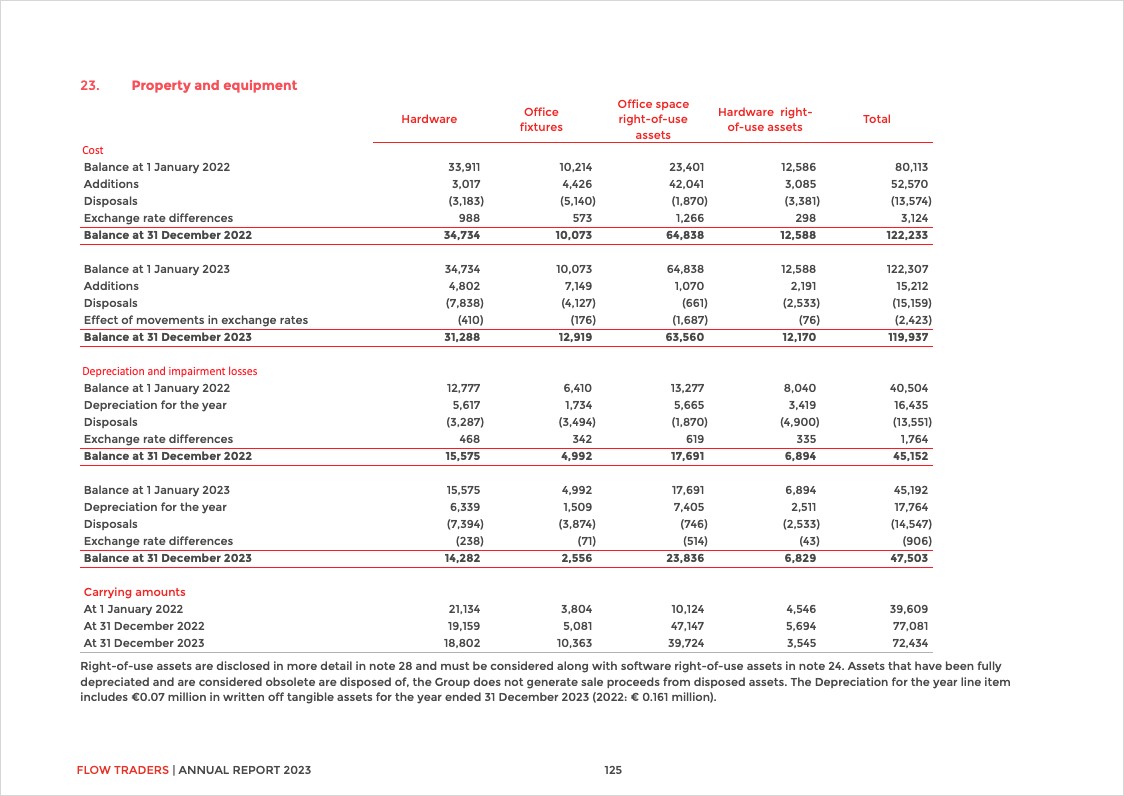 23. Property and equipment
Hardware Office fixtures Office space right-of-use assets Hardware right-of-use assets Total
Cost
Balance at 1 January 2022 33,911 10,214 23,401 12,586 80,113
Additions 3,017 4,426 42,041 3,085 52,570
Disposals (3,183) (5,140) (1,870) (3,381) (13,574)
Exchange rate differences 988 573 1,266 298 3,124
Balance at 31 December 2022 34,734 10,073 64,838 12,588 122,233
Balance at 1 January 2023 34,734 10,073 64,838 12,588 122,307
Additions 4,802 7,149 1,070 2,191 15,212
Disposals (7,838) (4,127) (661) (2,533) (15,159)
Effect of movements in exchange rates (410) (176) (1,687) (76) (2,423)
Balance at 31 December 2023 31,288 12,919 63,560 12,170 119,937
Depreciation and impairment losses
Balance at 1 January 2022 12,777 6,410 13,277 8,040 40,504
Depreciation for the year 5,617 1,734 5,665 3,419 16,435
Disposals (3,287) (3,494) (1,870) (4,900) (13,551)
Exchange rate differences 468 342 619 335 1,764
Balance at 31 December 2022 15,575 4,992 17,691 6,894 45,152
Balance at 1 January 2023 15,575 4,992 17,691 6,894 45,192
Depreciation for the year 6,339 1,509 7,405 2,511 17,764
Disposals (7,394) (3,874) (746) (2,533) (14,547)
Exchange rate differences (238) (71) (514) (43) (906)
Balance at 31 December 2023 14,282 2,556 23,836 6,829 47,503
Carrying amounts
At 1 January 2022 21,134 3,804 10,124 4,546 39,609
At 31 December 2022 19,159 5,081 47,147 5,694 77,081
At 31 December 2023 18,802 10,363 39,724 3,545 72,434
Right-of-use assets are disclosed in more detail in note 28 and must be considered along with software right-of-use assets in note 24. Assets that have been fully
depreciated and are considered obsolete are disposed of, the Group does not generate sale proceeds from disposed assets. The Depreciation for the year line item
includes €0.07 million in written off tangible assets for the year ended 31 December 2023 (2022: € 0.161 million).
FLOW TRADERS | ANNUAL REPORT 2023 125